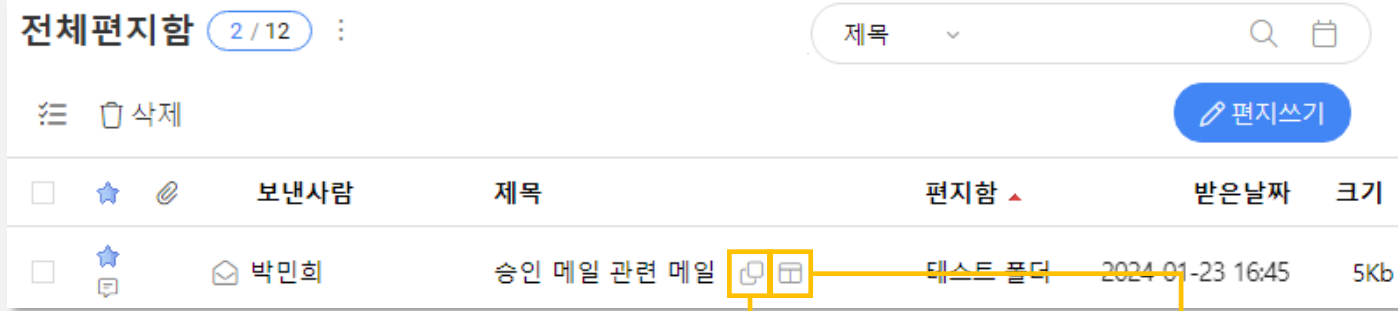 전체편지함 2 / 12 제목
삭제 편지쓰기
보낸사람 제목 편지함 받은날짜 크기
박민희 승인 메일 관련 메일 테스트 폴더 2024-01-23 16:45 5Kb